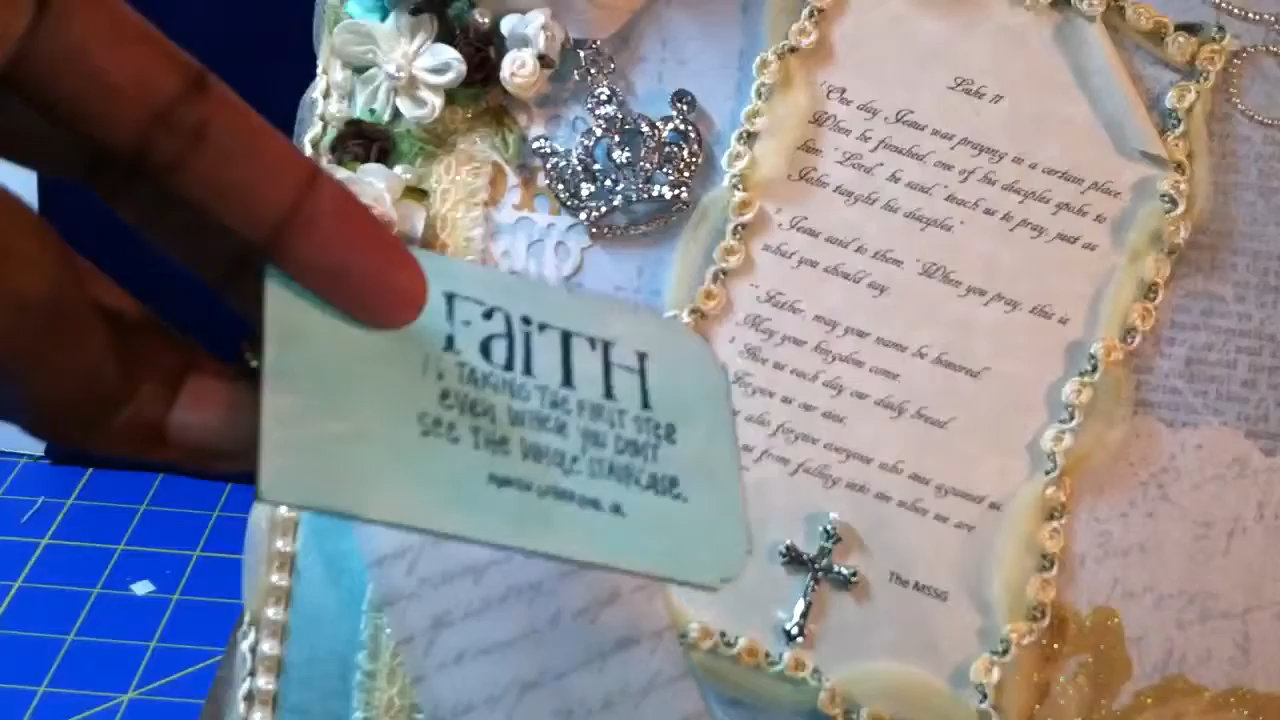 FaiTH
is TAKING THE FIRST STEP
even when you don't
see THE whole STAIRCASE.
Luke 11
"One day Jesus was praying in a certain place.
When he finished, one of his disciples spoke to
him. "Lord," he said, "teach us to pray, just as
John taught his disciples."
² Jesus said to them, "When you pray, this is
what you should say.
"'Father, may your name be honored.
May your kingdom come.
³ Give us each day our daily bread.
Forgive us our sins.
also forgive everyone who sins against us
us from falling into sin when we are
The MSSG